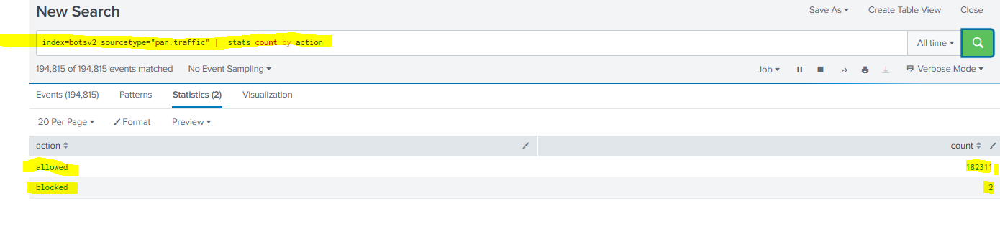 New Search
Save As Create Table View Close
index=botsv2 sourcetype="pan:traffic" | stats count by action
All time
194,815 of 194,815 events matched No Event Sampling Job Verbose Mode
Events (194,815) Patterns Statistics (2) Visualization
20 Per Page Format Preview
action count
allowed 182311
blocked 2